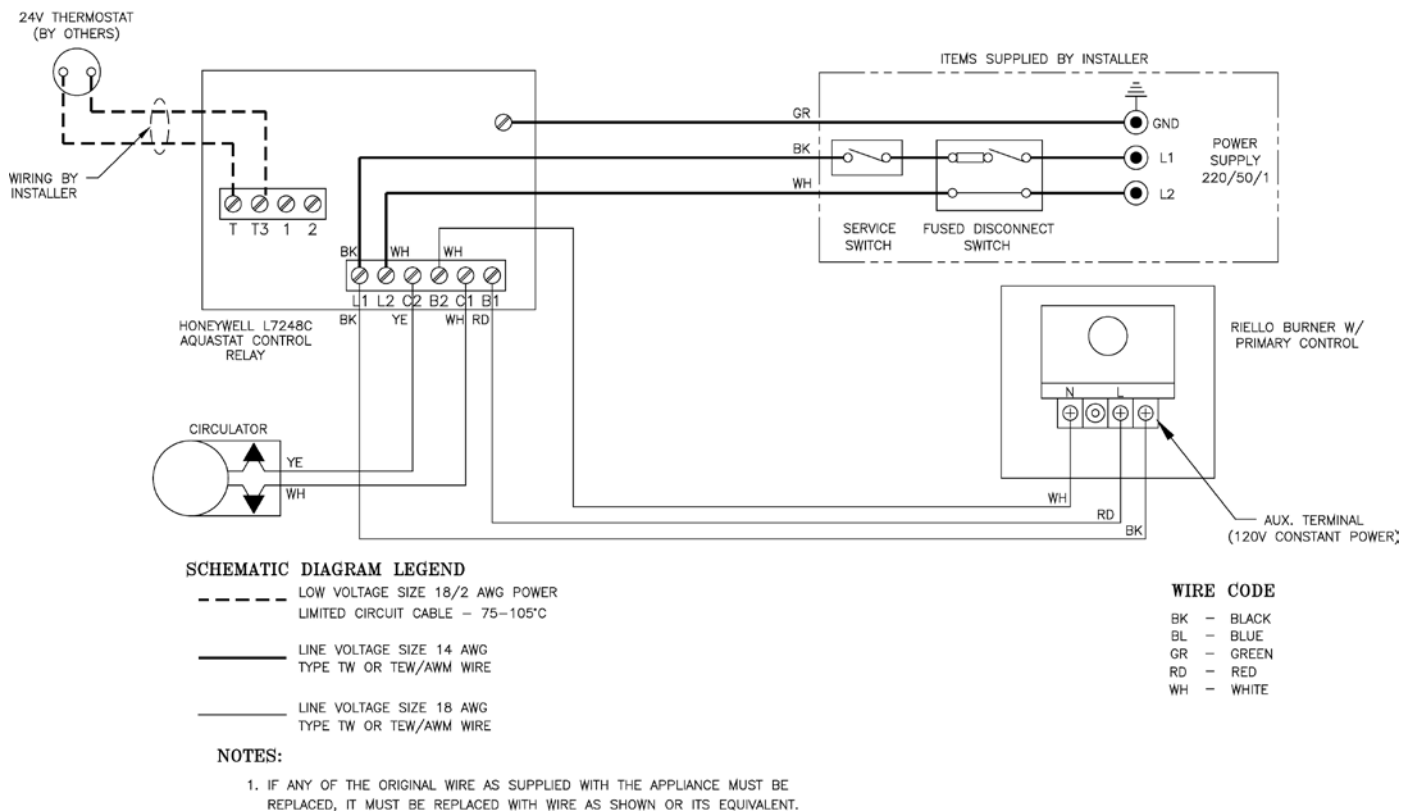 24V THERMOSTAT
(BY OTHERS)
WIRING BY
INSTALLER
T T3 1 2
BK WH WH
L1 L2 C2 B2 C1 B1
BK YE WH RD
HONEYWELL L7248C
AQUASTAT CONTROL
RELAY
ITEMS SUPPLIED BY INSTALLER
GR
GND
BK
L1
WH
L2
POWER
SUPPLY
220/50/1
SERVICE
SWITCH
FUSED DISCONNECT
SWITCH
RIELLO BURNER W/
PRIMARY CONTROL
N L
WH
RD
BK
AUX. TERMINAL
(120V CONSTANT POWER)
CIRCULATOR
YE
WH
SCHEMATIC DIAGRAM LEGEND
LOW VOLTAGE SIZE 18/2 AWG POWER
LIMITED CIRCUIT CABLE - 75-105°C
LINE VOLTAGE SIZE 14 AWG
TYPE TW OR TEW/AWM WIRE
LINE VOLTAGE SIZE 18 AWG
TYPE TW OR TEW/AWM WIRE
WIRE CODE
BK - BLACK
BL - BLUE
GR - GREEN
RD - RED
WH - WHITE
NOTES:
1. IF ANY OF THE ORIGINAL WIRE AS SUPPLIED WITH THE APPLIANCE MUST BE
REPLACED, IT MUST BE REPLACED WITH WIRE AS SHOWN OR ITS EQUIVALENT.